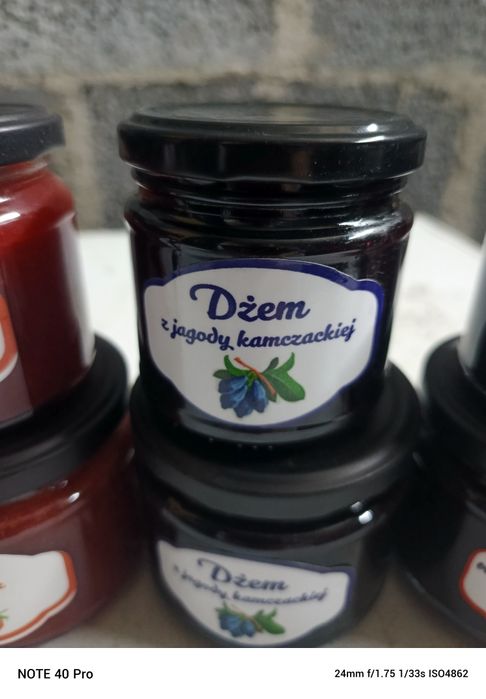 Dżem
z jagody kamczackiej
Dżem
z jagody kamczackiej
NOTE 40 Pro
24mm f/1.75 1/33s ISO4862